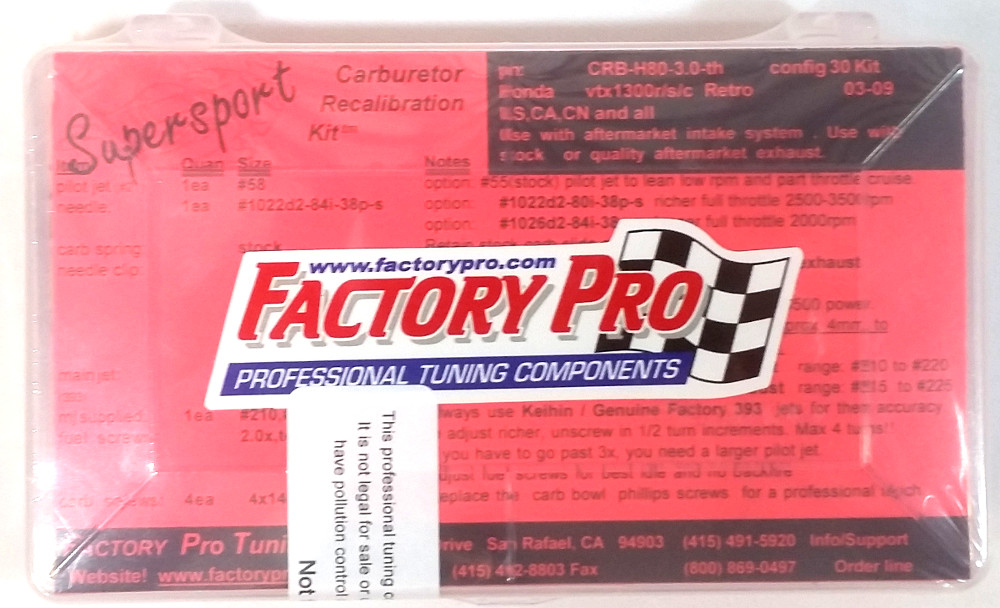 Supersport
Carburetor
Recalibration
Kit™
CRB-H80-3.0-th config 30 Kit
Honda vtx1300r/s/c Retro 03-09
US,CA,CN and all
Use with aftermarket intake system . Use with
stock or quality aftermarket exhaust.
Item Quan Size Notes
pilot jet 1ea #58 option: #55(stock) pilot jet to lean low rpm and part throttle cruise.
needle: 1ea #1022d2-84i-38p-s option: #1022d2-80i-38p-s richer full throttle 2500-3500rpm
option: #1026d2-84i-38 full throttle 2000rpm
carb spring: stock Retain stock carb slide
needle clip: exhaust
www.factorypro.com
FACTORY PRO
PROFESSIONAL TUNING COMPONENTS
500 power.
4mm to
main jet: range: #210 to #220
range: #215 to #225
mj supplied: 1ea #210, always use Keihin / Genuine Factory 393 jets for them accuracy
fuel screw 2.0x,t adjust richer, unscrew in 1/2 turn increments. Max 4 turns!!
you have to go past 3x, you need a larger pilot jet.
adjust fuel screws for best idle and no backfire
carb screws: 4ea 4x14 replace the carb bowl phillips screws for a professional touch
This professional tuning c
It is not legal for sale or
have pollution control
Not
FACTORY Pro Tuni rive San Rafael, CA 94903 (415) 491-5920 Info/Support
Website! www.factorypr (415) 492-8803 Fax (800) 869-0497 Order line